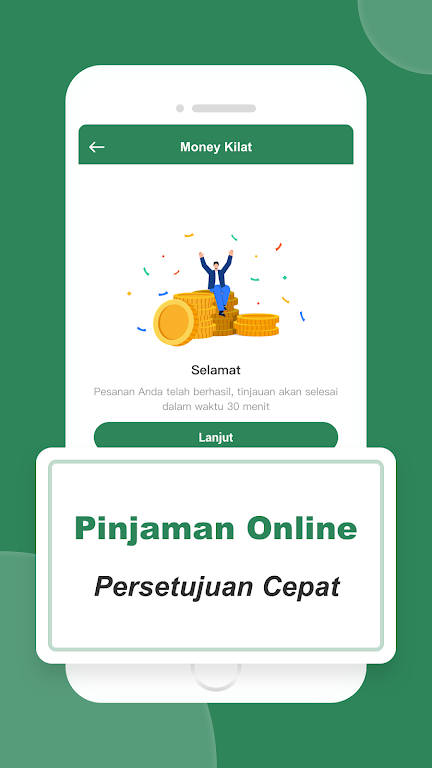 Money Kilat
Selamat
Pesanan Anda telah berhasil, tinjauan akan selesai
dalam waktu 30 menit
Lanjut
Pinjaman Online
Persetujuan Cepat